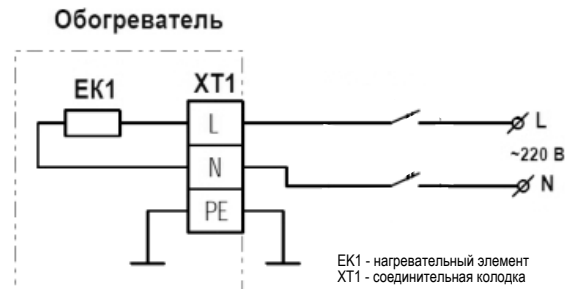 Обогреватель
ЕК1
ХТ1
L
L
~220 В
N
N
PE
ЕК1 - нагревательный элемент
ХТ1 - соединительная колодка